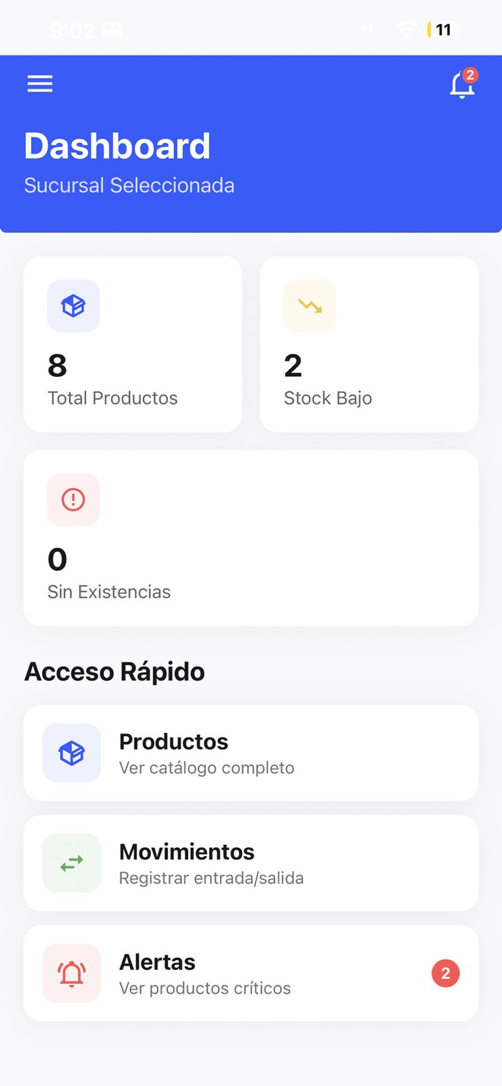 9:02
11
2
Dashboard
Sucursal Seleccionada
8
Total Productos
2
Stock Bajo
0
Sin Existencias
Acceso Rápido
Productos
Ver catálogo completo
Movimientos
Registrar entrada/salida
Alertas
Ver productos críticos
2